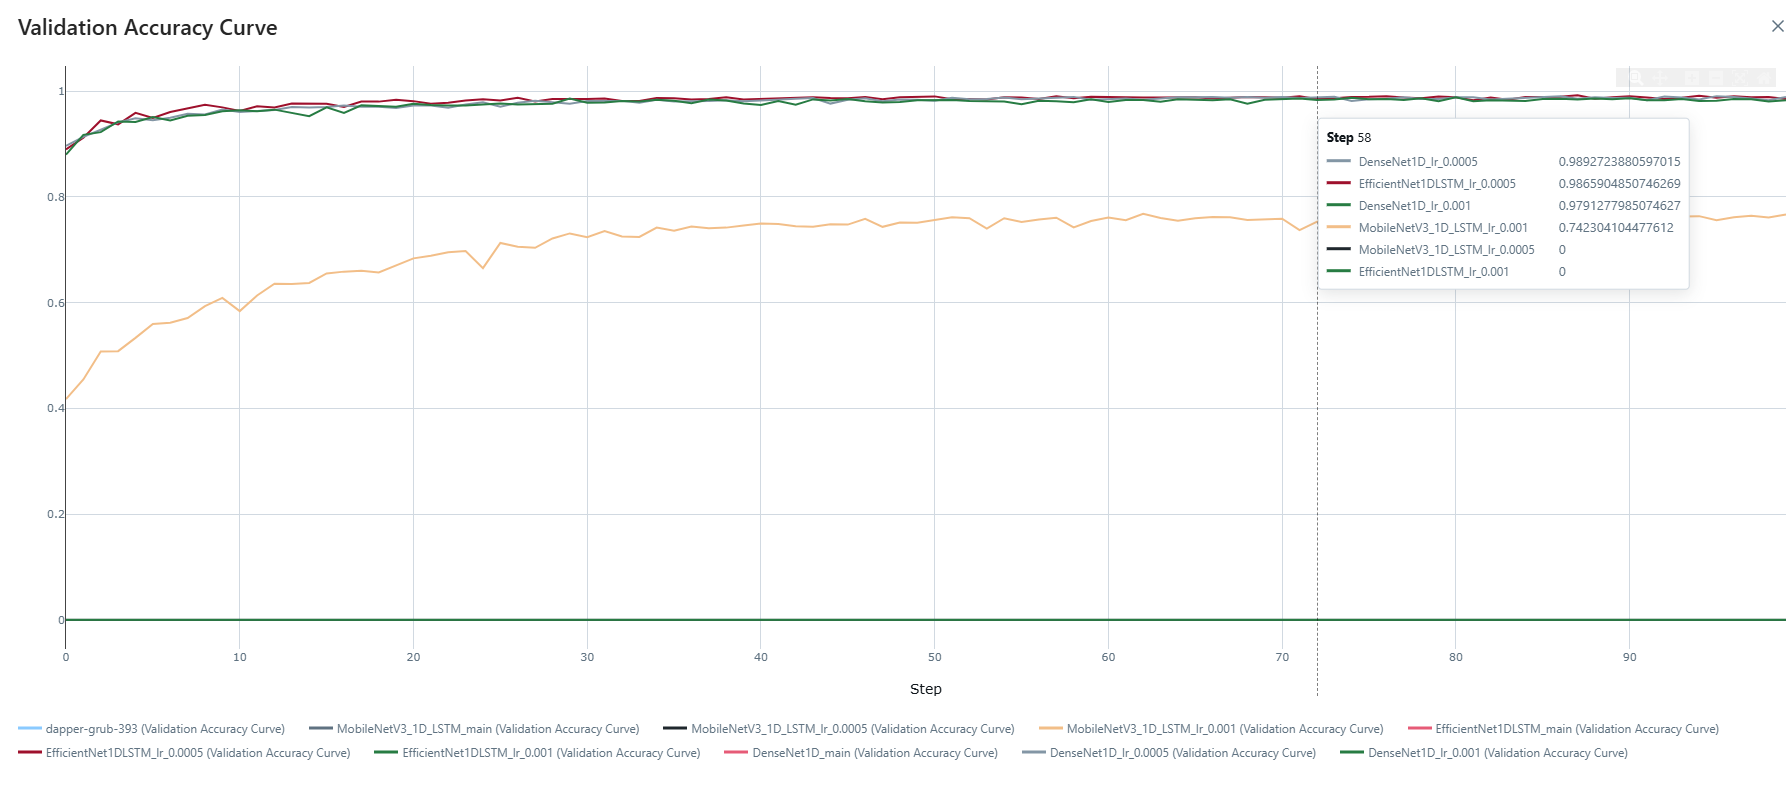 Validation Accuracy Curve
1
0.8
0.6
0.4
0.2
0
0 10 20 30 40 50 60 70 80 90
Step
Step 58
DenseNet1D_lr_0.0005 0.9892723880597015
EfficientNet1DLSTM_lr_0.0005 0.9865904850746269
DenseNet1D_lr_0.001 0.9791277985074627
MobileNetV3_1D_LSTM_lr_0.001 0.742304104477612
MobileNetV3_1D_LSTM_lr_0.0005 0
EfficientNet1DLSTM_lr_0.001 0
dapper-grub-393 (Validation Accuracy Curve) MobileNetV3_1D_LSTM_main (Validation Accuracy Curve) MobileNetV3_1D_LSTM_lr_0.0005 (Validation Accuracy Curve) MobileNetV3_1D_LSTM_lr_0.001 (Validation Accuracy Curve) EfficientNet1DLSTM_main (Validation Accuracy Curve)
EfficientNet1DLSTM_lr_0.0005 (Validation Accuracy Curve) EfficientNet1DLSTM_lr_0.001 (Validation Accuracy Curve) DenseNet1D_main (Validation Accuracy Curve) DenseNet1D_lr_0.0005 (Validation Accuracy Curve) DenseNet1D_lr_0.001 (Validation Accuracy Curve)